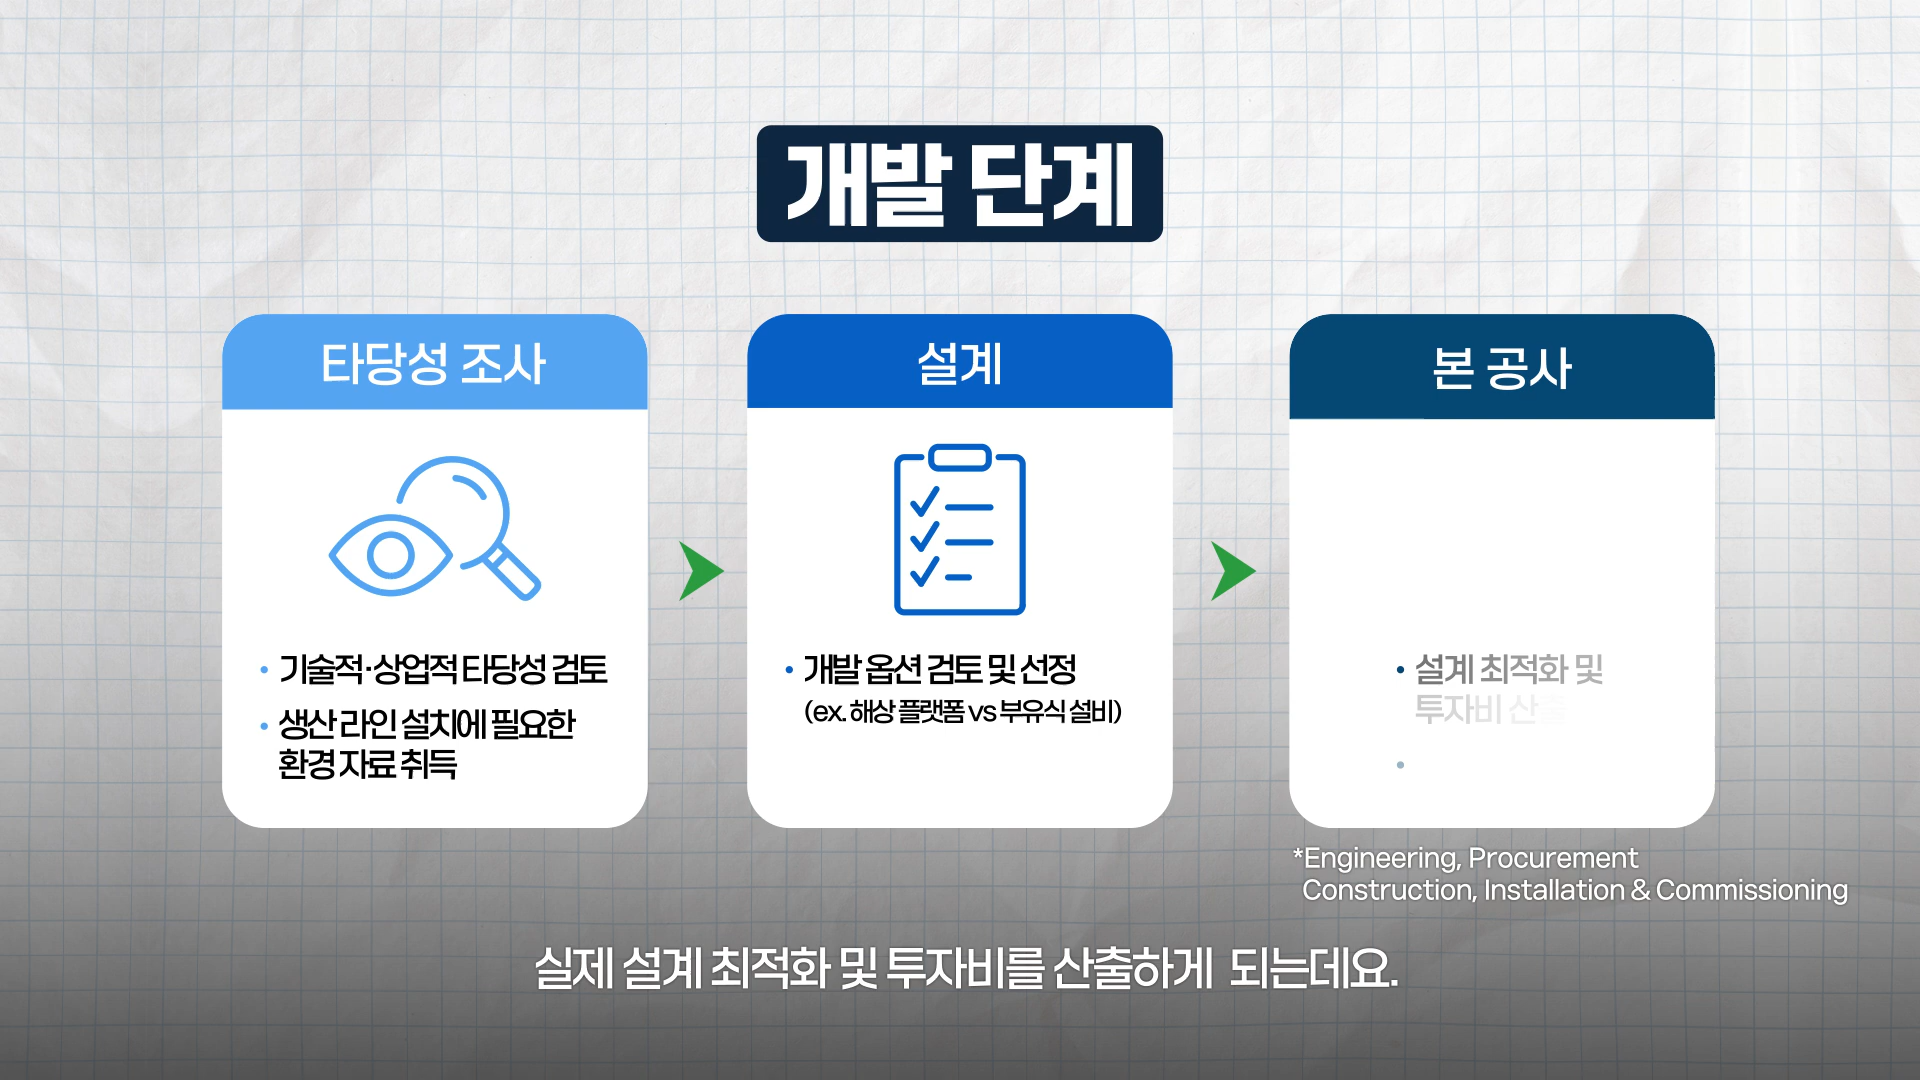 개발 단계
타당성 조사
기술적·상업적 타당성 검토
생산 라인 설치에 필요한
환경 자료 취득
설계
개발 옵션 검토 및 선정
(ex. 해상 플랫폼 vs 부유식 설비)
본 공사
설계 최적화 및
투자비 산출
*Engineering, Procurement
Construction, Installation & Commissioning
실제 설계 최적화 및 투자비를 산출하게 되는데요.